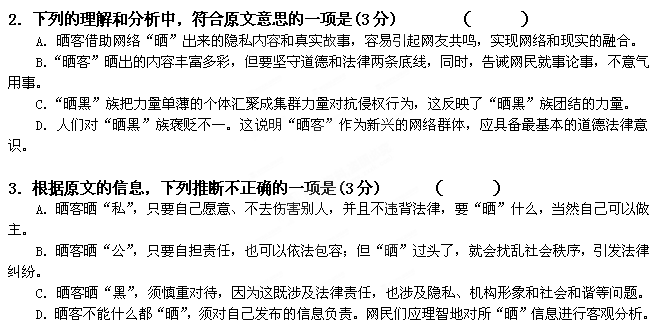 2. 下列的理解和分析中，符合原文意思的一项是(3分)　　　(　　)
A. 晒客借助网络“晒”出来的隐私内容和真实故事，容易引起网友共鸣，实现网络和现实的融合。
B.“晒客”晒出的内容丰富多彩，但要坚守道德和法律两条底线，同时，告诫网民就事论事，不意气
用事。
C.“晒黑”族把力量单薄的个体汇聚成集群力量对抗侵权行为，这反映了“晒黑”族团结的力量。
D. 人们对“晒黑”族褒贬不一。这说明“晒客”作为新兴的网络群体，应具备最基本的道德法律意
识。
3. 根据原文的信息，下列推断不正确的一项是(3分)　　　(　　)
A. 晒客晒“私”，只要自己愿意、不去伤害别人，并且不违背法律，要“晒”什么，当然自己可以做
主。
B. 晒客晒“公”，只要自担责任，也可以依法包容；但“晒”过头了，就会扰乱社会秩序，引发法律
纠纷。
C. 晒客晒“黑”，须慎重对待，因为这既涉及法律责任，也涉及隐私、机构形象和社会和谐等问题。
D. 晒客不能什么都“晒”，须对自己发布的信息负责。网民们应理智地对所“晒”信息进行客观分析。